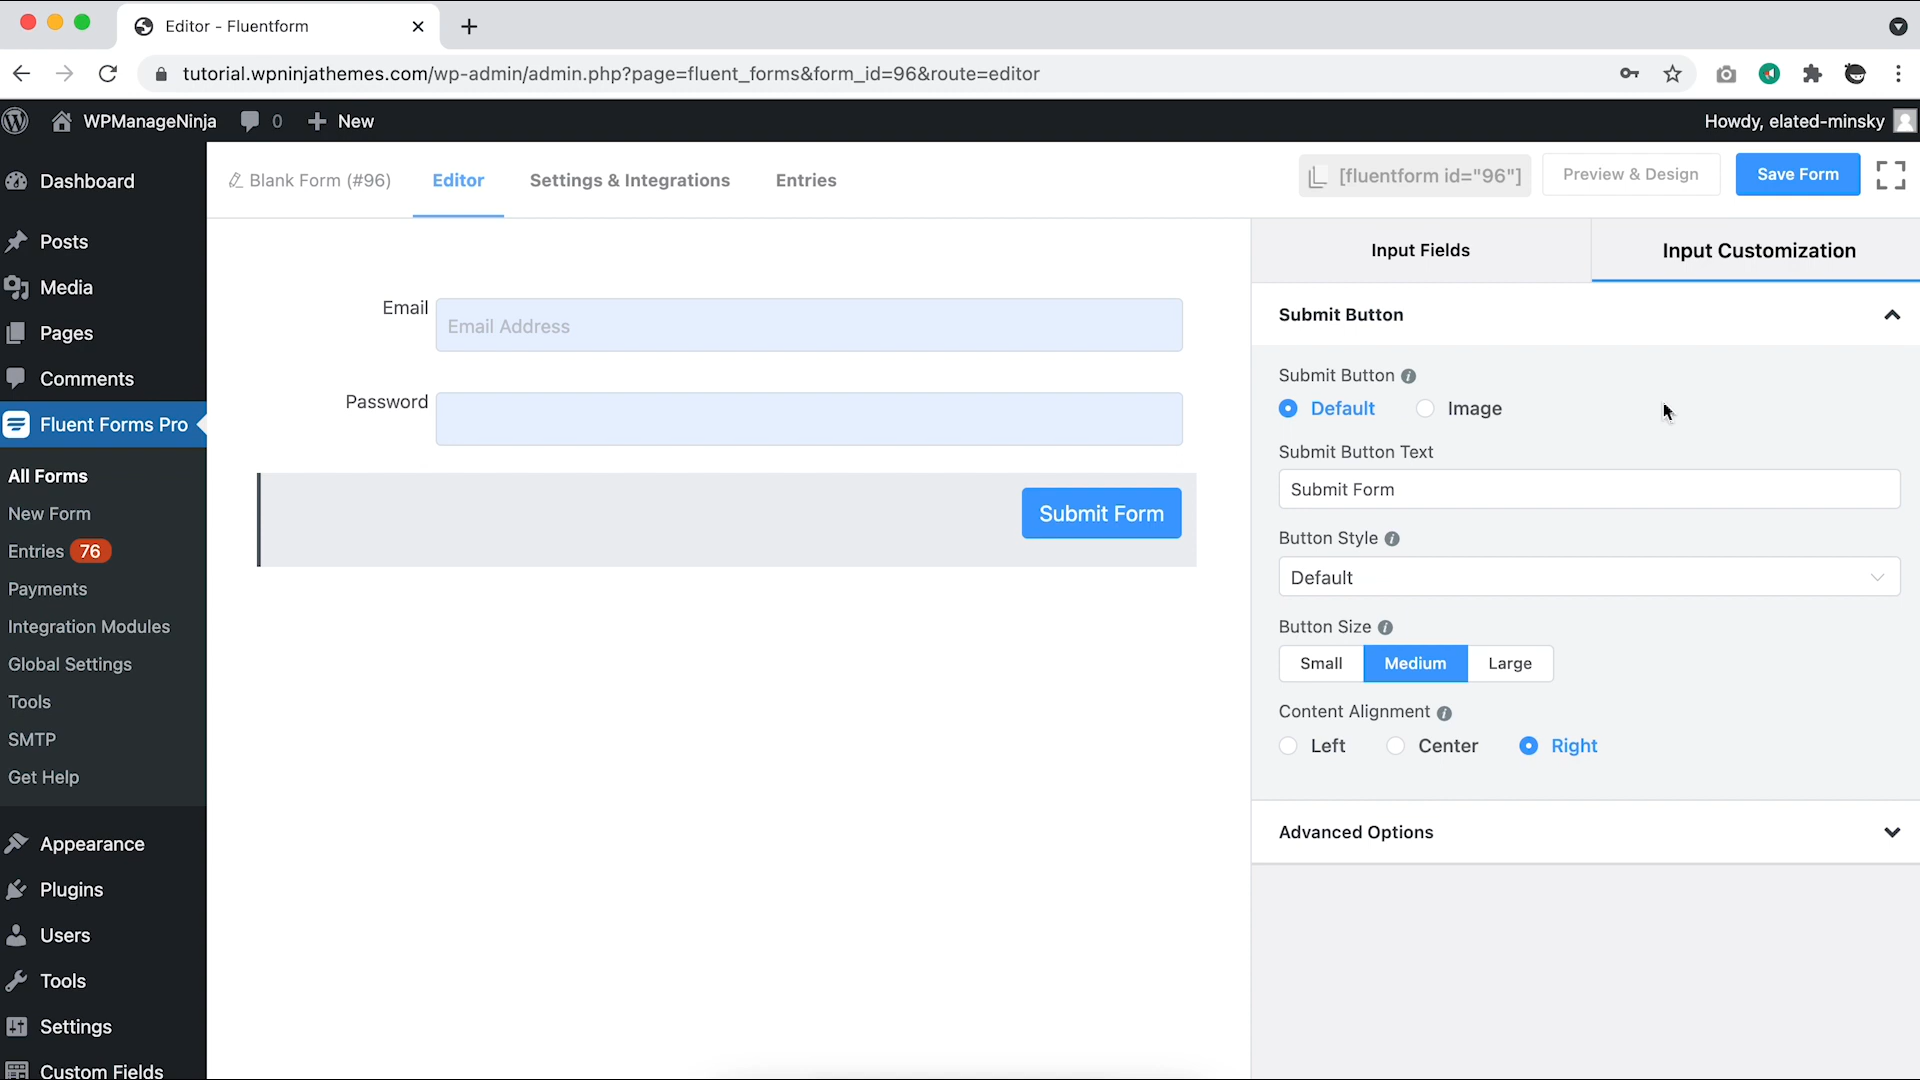 Editor - Fluentform
tutorial.wpninjathemes.com/wp-admin/admin.php?page=fluent_forms&form_id=96&route=editor
WPManageNinja 0 New Howdy, elated-minsky
Dashboard
Posts
Media
Pages
Comments
Fluent Forms Pro
All Forms
New Form
Entries 76
Payments
Integration Modules
Global Settings
Tools
SMTP
Get Help
Appearance
Plugins
Users
Tools
Settings
Custom Fields
Blank Form (#96) Editor Settings & Integrations Entries [fluentform id="96"] Preview & Design Save Form
Email Email Address
Password
Submit Form
Input Fields Input Customization
Submit Button
Submit Button
Default Image
Submit Button Text
Submit Form
Button Style
Default
Button Size
Small Medium Large
Content Alignment
Left Center Right
Advanced Options